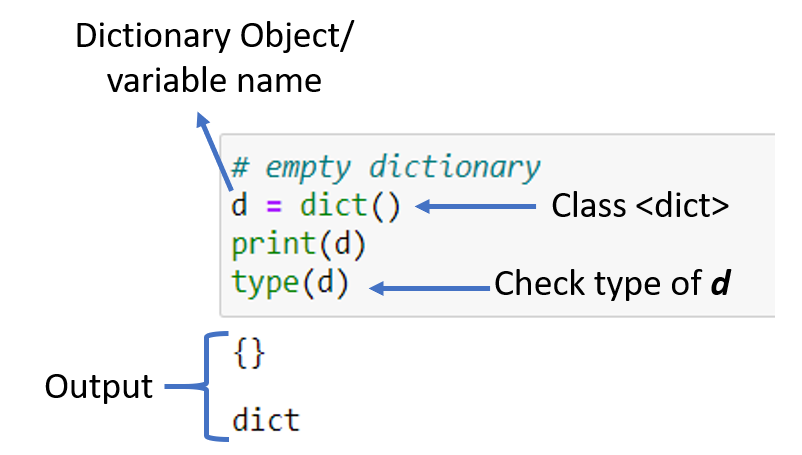 Dictionary Object/
variable name
# empty dictionary
d = dict()
Class <dict>
print(d)
type(d)
Check type of d
Output
{}
dict